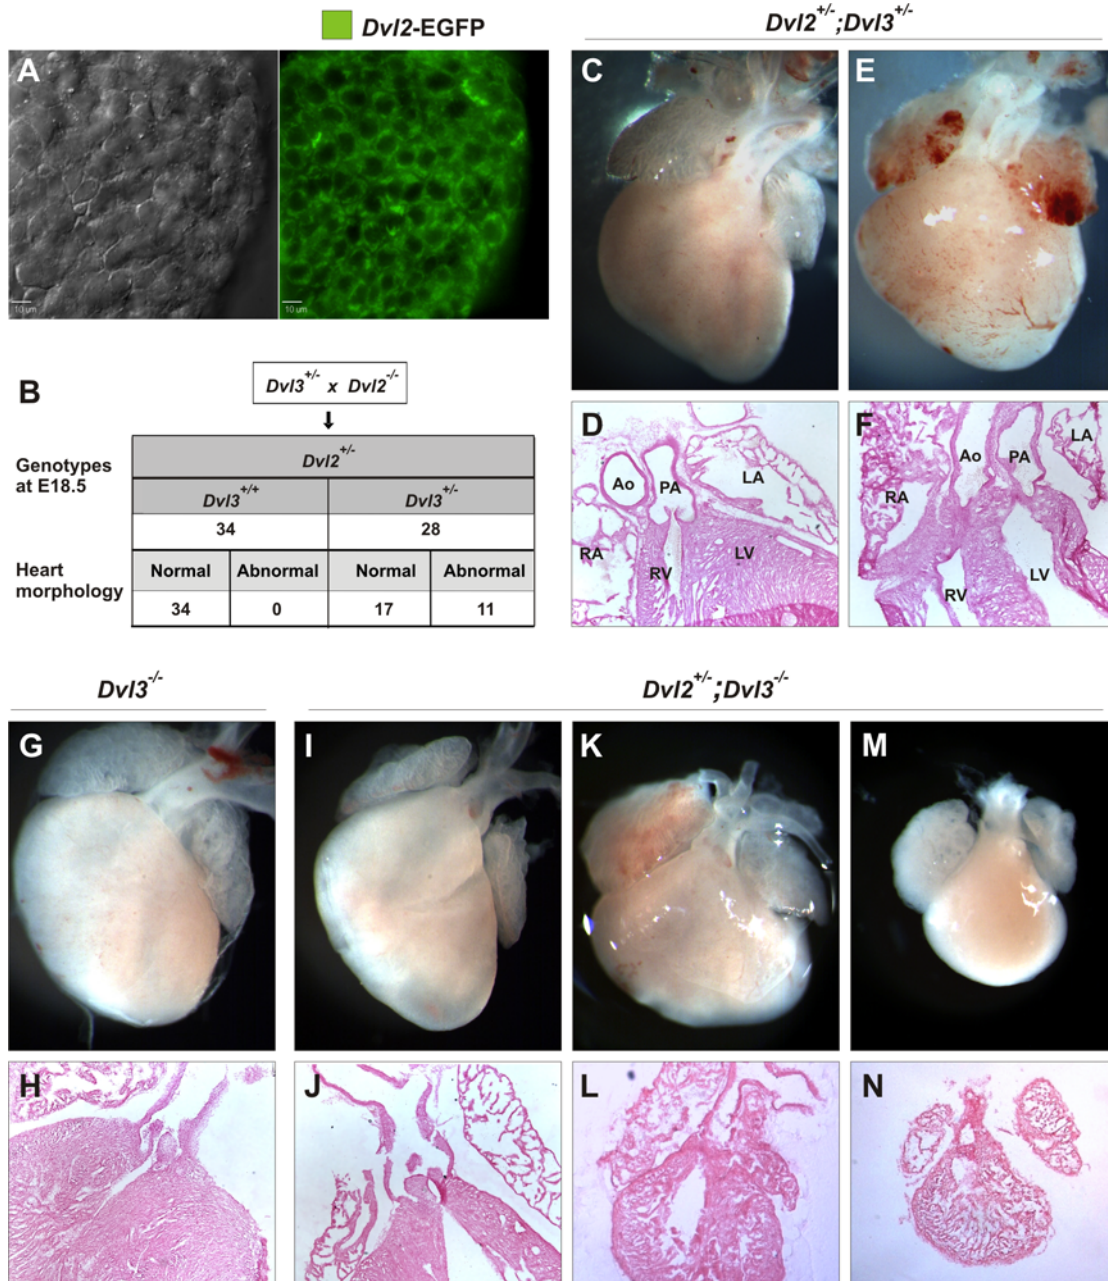 Dvl2-EGFP
Dvl2+/-;Dvl3+/-
A
C
E
10 um
10 um
B
Dvl3+/- x Dvl2-/-
Genotypes
at E18.5
Dvl2+/-
Dvl3+/+ Dvl3+/-
34 28
Heart
morphology
Normal Abnormal Normal Abnormal
34 0 17 11
D
Ao PA LA
RA RV LV
F
Ao PA LA
RA
LV
RV
Dvl3-/-
Dvl2+/-;Dvl3-/-
G
I
K
M
H
J
L
N